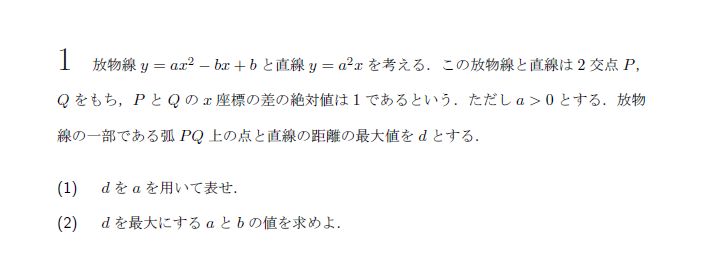 1 放物線 y = ax² − bx + b と直線 y = a²x を考える．この放物線と直線は 2 交点 P，
Q をもち，P と Q の x 座標の差の絶対値は 1 であるという．ただし a > 0 とする．放物
線の一部である弧 PQ 上の点と直線の距離の最大値を d とする．
(1) d を a を用いて表せ．
(2) d を最大にする a と b の値を求めよ．